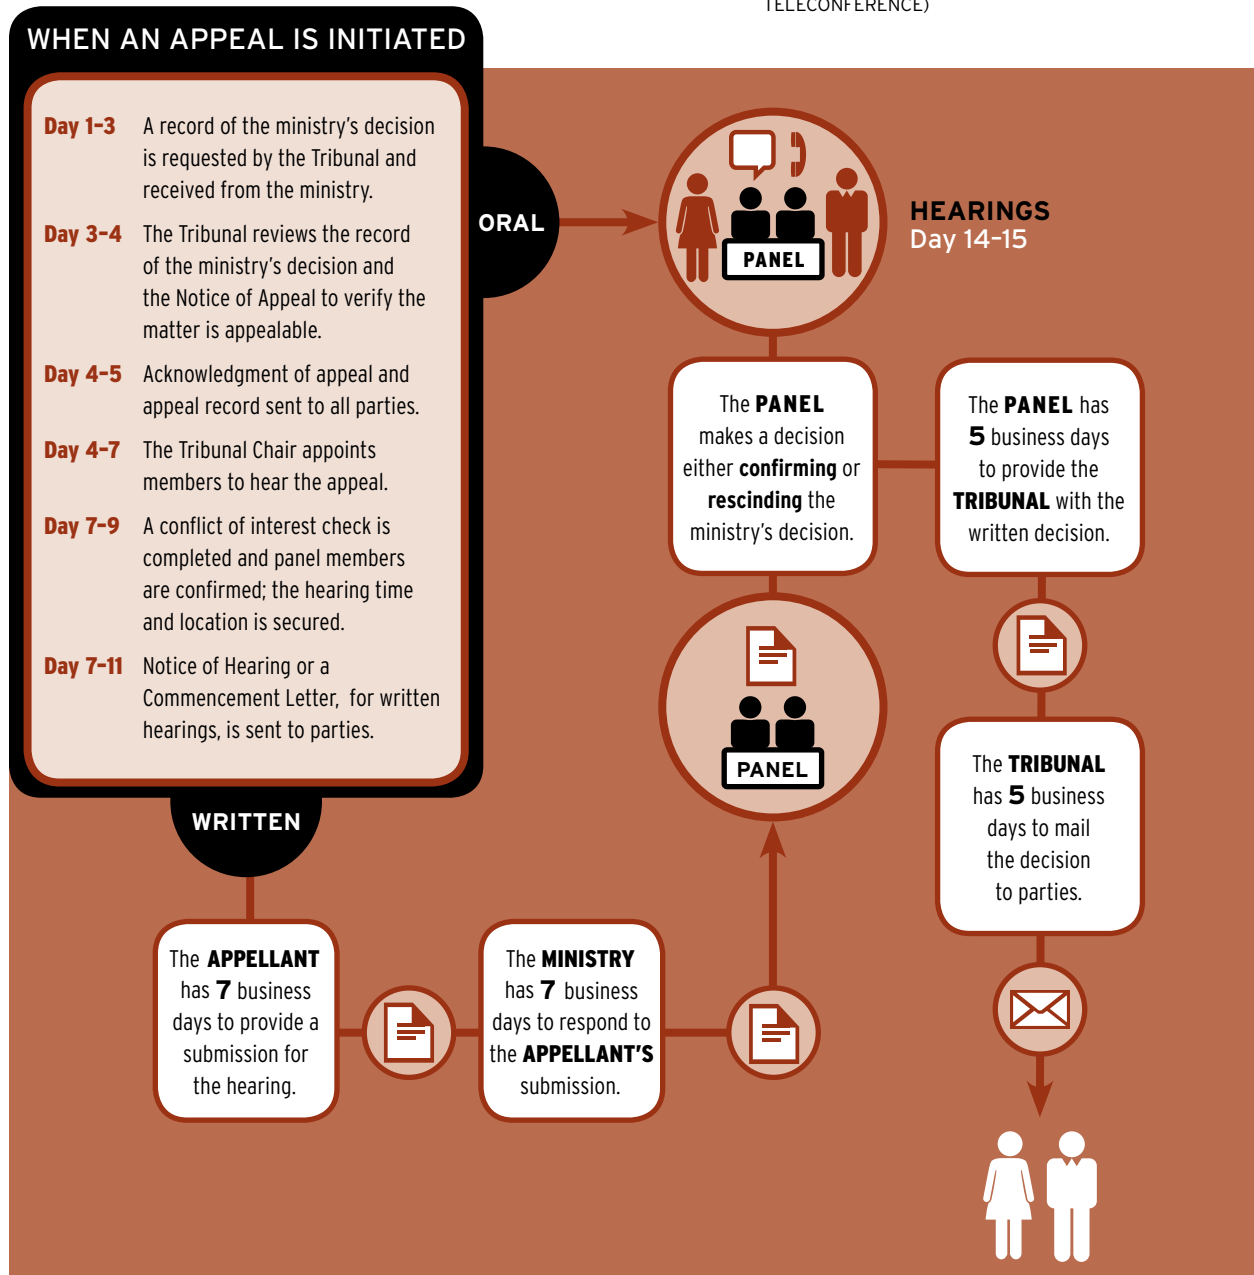 TELECONFERENCE)
WHEN AN APPEAL IS INITIATED
Day 1–3 A record of the ministry’s decision
is requested by the Tribunal and
received from the ministry.
Day 3–4 The Tribunal reviews the record
of the ministry’s decision and
the Notice of Appeal to verify the
matter is appealable.
Day 4–5 Acknowledgment of appeal and
appeal record sent to all parties.
Day 4–7 The Tribunal Chair appoints
members to hear the appeal.
Day 7–9 A conflict of interest check is
completed and panel members
are confirmed; the hearing time
and location is secured.
Day 7–11 Notice of Hearing or a
Commencement Letter, for written
hearings, is sent to parties.
ORAL
PANEL
HEARINGS
Day 14–15
The PANEL
makes a decision
either confirming or
rescinding the
ministry’s decision.
The PANEL has
5 business days
to provide the
TRIBUNAL with the
written decision.
PANEL
The TRIBUNAL
has 5 business
days to mail
the decision
to parties.
WRITTEN
The APPELLANT
has 7 business
days to provide a
submission for
the hearing.
The MINISTRY
has 7 business
days to respond to
the APPELLANT’S
submission.